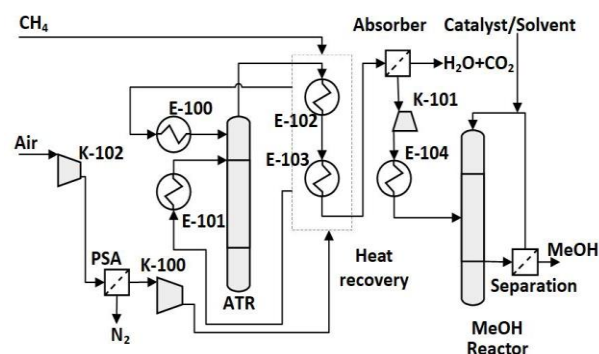 CH4
Absorber
Catalyst/Solvent
H2O+CO2
E-100
E-102
K-101
Air
K-102
E-103
E-104
E-101
PSA
K-100
Heat
recovery
MeOH
Separation
ATR
N2
MeOH
Reactor